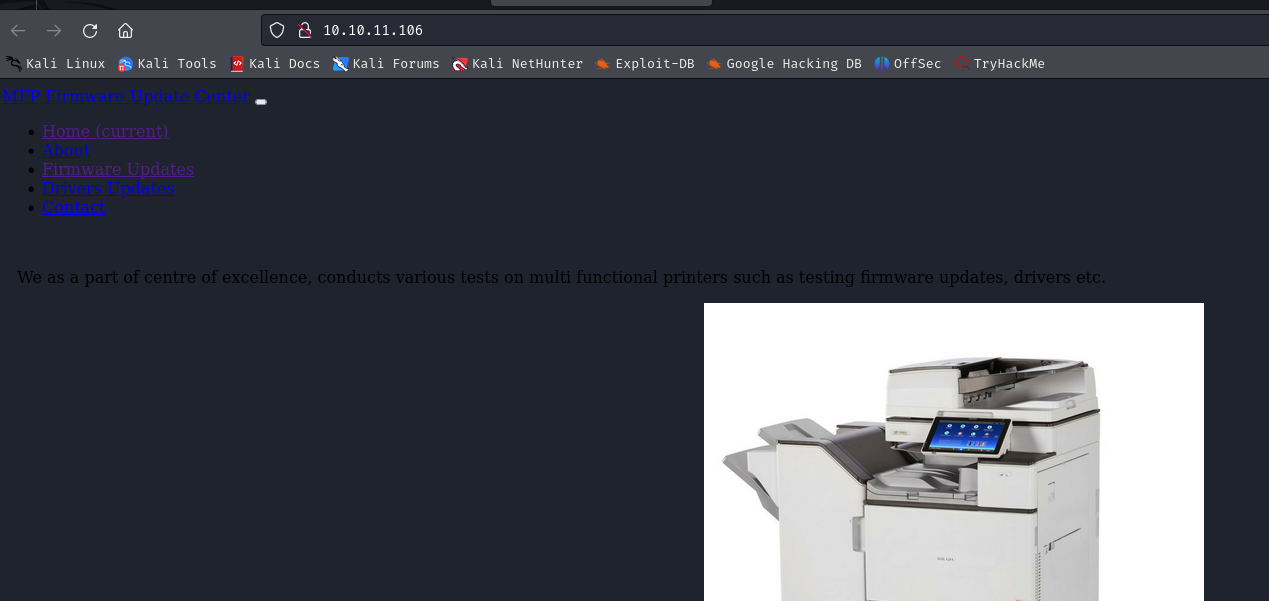 10.10.11.106
Kali Linux Kali Tools Kali Docs Kali Forums Kali NetHunter Exploit-DB Google Hacking DB OffSec TryHackMe
MFP Firmware Update Center
Home (current)
About
Firmware Updates
Drivers Updates
Contact
We as a part of centre of excellence, conducts various tests on multi functional printers such as testing firmware updates, drivers etc.